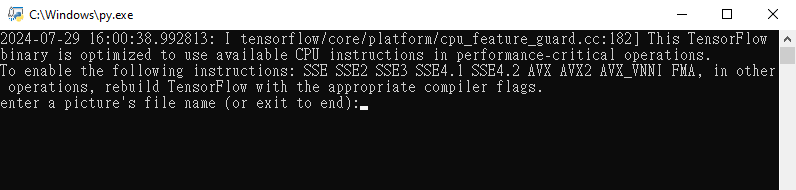 C:\Windows\py.exe
2024-07-29 16:00:38.992813: I tensorflow/core/platform/cpu_feature_guard.cc:182] This TensorFlow
binary is optimized to use available CPU instructions in performance-critical operations.
To enable the following instructions: SSE SSE2 SSE3 SSE4.1 SSE4.2 AVX AVX2 AVX_VNNI FMA, in other
operations, rebuild TensorFlow with the appropriate compiler flags.
enter a picture's file name (or exit to end):